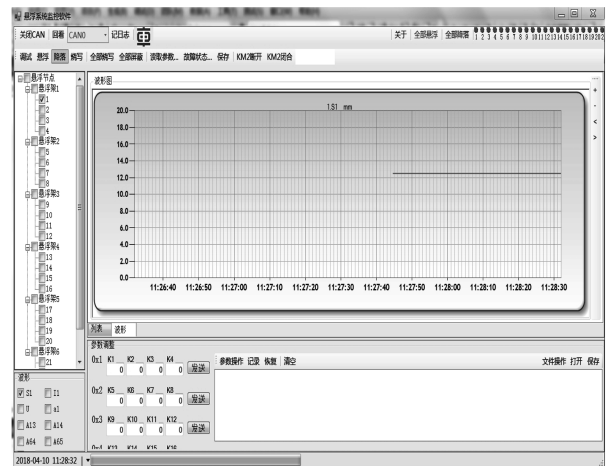 悬浮系统监控软件
关闭CAN 回看 CAN0 记日志
关于 全部悬浮 全部降落 1 2 3 4 5 6 7 8 9 10 11 12 13 14 15 16 17 18 19 20
调试 悬浮 降落 熄写 全部熄写 全部屏蔽 读取参数... 故障状态... 保存 KM2断开 KM2闭合
悬浮节点
悬浮架1
1
2
3
4
悬浮架2
5
6
7
8
悬浮架3
9
10
11
12
悬浮架4
13
14
15
16
悬浮架5
17
18
19
20
悬浮架6
21
波形图
1.S1 mm
20.0
18.0
16.0
14.0
12.0
10.0
8.0
6.0
4.0
2.0
0.0
11:26:40 11:26:50 11:27:00 11:27:10 11:27:20 11:27:30 11:27:40 11:27:50 11:28:00 11:28:10 11:28:20 11:28:30
+
-
<
>
列表 波形
参数调整
0x1 K1 K2 K3 K4
0 0 0 0 发送
0x2 K5 K6 K7 K8
0 0 0 0 发送
0x3 K9 K10 K11 K12
0 0 0 0 发送
0x4 K13 K14 K15 K16
参数操作 记录 恢复 清空
文件操作 打开 保存
波形
S1 I1
U a1
A13 A14
A64 A65
2018-04-10 11:28:32